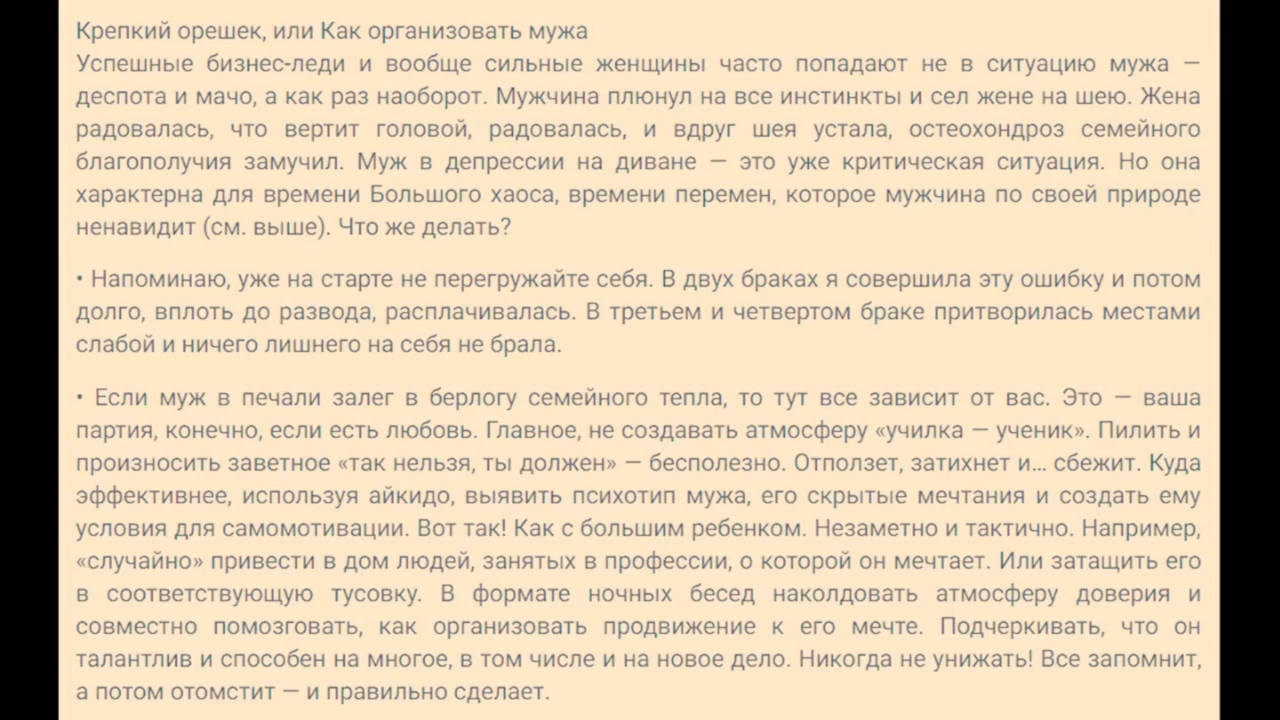 Крепкий орешек, или Как организовать мужа
Успешные бизнес-леди и вообще сильные женщины часто попадают не в ситуацию мужа —
деспота и мачо, а как раз наоборот. Мужчина плюнул на все инстинкты и сел жене на шею. Жена
радовалась, что вертит головой, радовалась, и вдруг шея устала, остеохондроз семейного
благополучия замучил. Муж в депрессии на диване — это уже критическая ситуация. Но она
характерна для времени Большого хаоса, времени перемен, которое мужчина по своей природе
ненавидит (см. выше). Что же делать?
• Напоминаю, уже на старте не перегружайте себя. В двух браках я совершила эту ошибку и потом
долго, вплоть до развода, расплачивалась. В третьем и четвертом браке притворилась местами
слабой и ничего лишнего на себя не брала.
• Если муж в печали залег в берлогу семейного тепла, то тут все зависит от вас. Это — ваша
партия, конечно, если есть любовь. Главное, не создавать атмосферу «училка — ученик». Пилить и
произносить заветное «так нельзя, ты должен» — бесполезно. Отползет, затихнет и… сбежит. Куда
эффективнее, используя айкидо, выявить психотип мужа, его скрытые мечтания и создать ему
условия для самомотивации. Вот так! Как с большим ребенком. Незаметно и тактично. Например,
«случайно» привести в дом людей, занятых в профессии, о которой он мечтает. Или затащить его
в соответствующую тусовку. В формате ночных бесед наколдовать атмосферу доверия и
совместно помозговать, как организовать продвижение к его мечте. Подчеркивать, что он
талантлив и способен на многое, в том числе и на новое дело. Никогда не унижать! Все запомнит,
а потом отомстит — и правильно сделает.